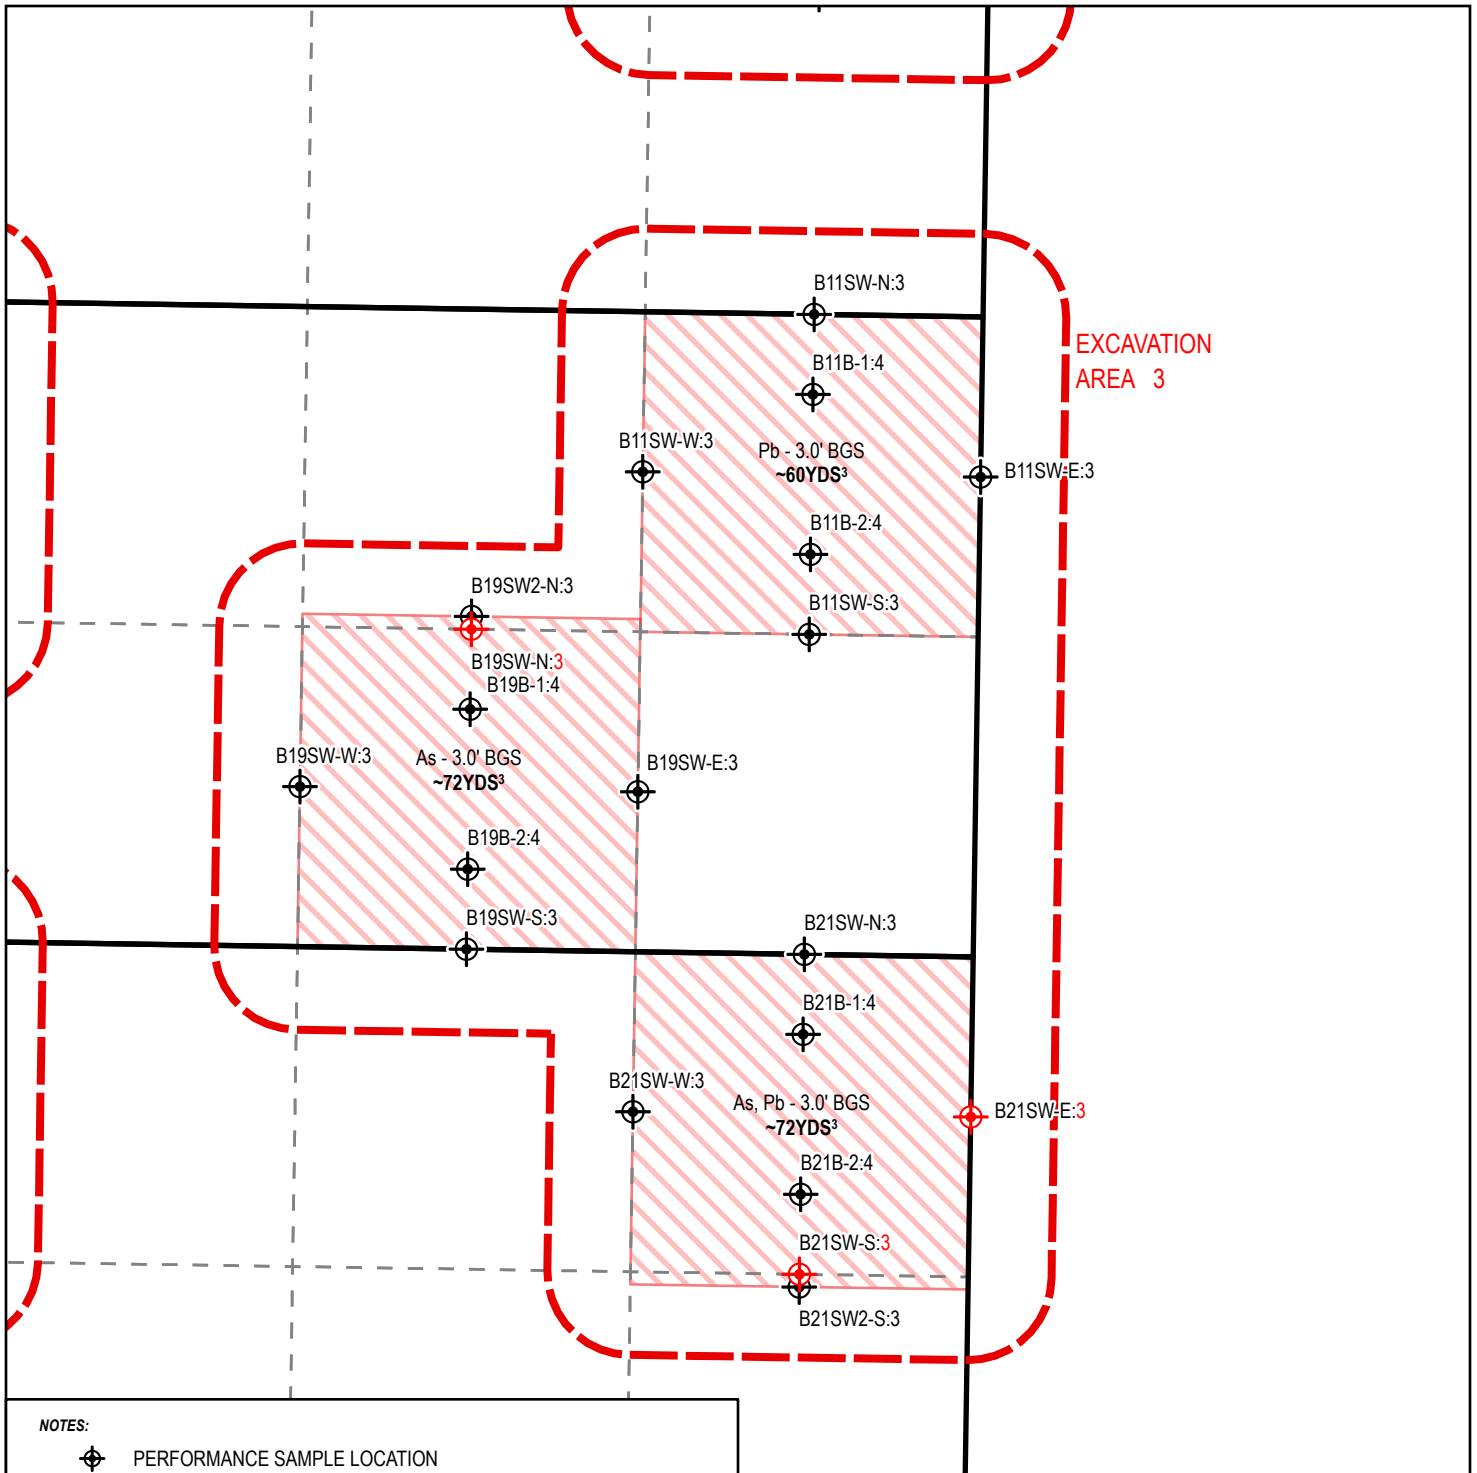 B11SW-N:3
EXCAVATION
AREA 3
B11B-1:4
B11SW-W:3
Pb - 3.0' BGS
~60YDS³
B11SW-E:3
B11B-2:4
B19SW2-N:3
B11SW-S:3
B19SW-N:3
B19B-1:4
B19SW-W:3
As - 3.0' BGS
~72YDS³
B19SW-E:3
B19B-2:4
B19SW-S:3
B21SW-N:3
B21B-1:4
B21SW-W:3
As, Pb - 3.0' BGS
~72YDS³
B21SW-E:3
B21B-2:4
B21SW-S:3
B21SW2-S:3
NOTES:
PERFORMANCE SAMPLE LOCATION